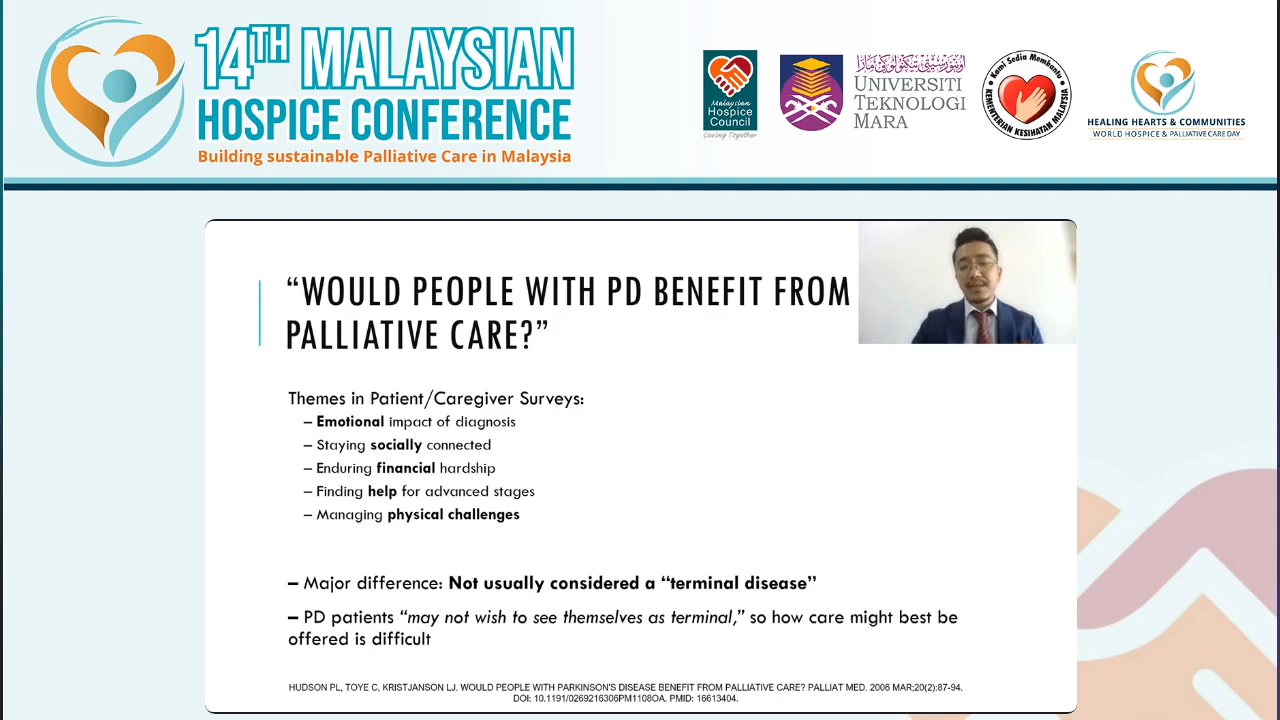 14TH MALAYSIAN
HOSPICE CONFERENCE
Building sustainable Palliative Care in Malaysia
Malaysian
Hospice
Council
Caring Together
UNIVERSITI
TEKNOLOGI
MARA
Kami Sedia Membantu
KEMENTERIAN KESIHATAN MALAYSIA
HEALING HEARTS & COMMUNITIES
WORLD HOSPICE & PALLIATIVE CARE DAY
“WOULD PEOPLE WITH PD BENEFIT FROM
PALLIATIVE CARE?”
Themes in Patient/Caregiver Surveys:
– Emotional impact of diagnosis
– Staying socially connected
– Enduring financial hardship
– Finding help for advanced stages
– Managing physical challenges
– Major difference: Not usually considered a “terminal disease”
– PD patients “may not wish to see themselves as terminal,” so how care might best be
offered is difficult
HUDSON PL, TOYE C, KRISTJANSON LJ. WOULD PEOPLE WITH PARKINSON'S DISEASE BENEFIT FROM PALLIATIVE CARE? PALLIAT MED. 2006 MAR;20(2):87-94.
DOI: 10.1191/0269216306PM1108OA. PMID: 16613404.